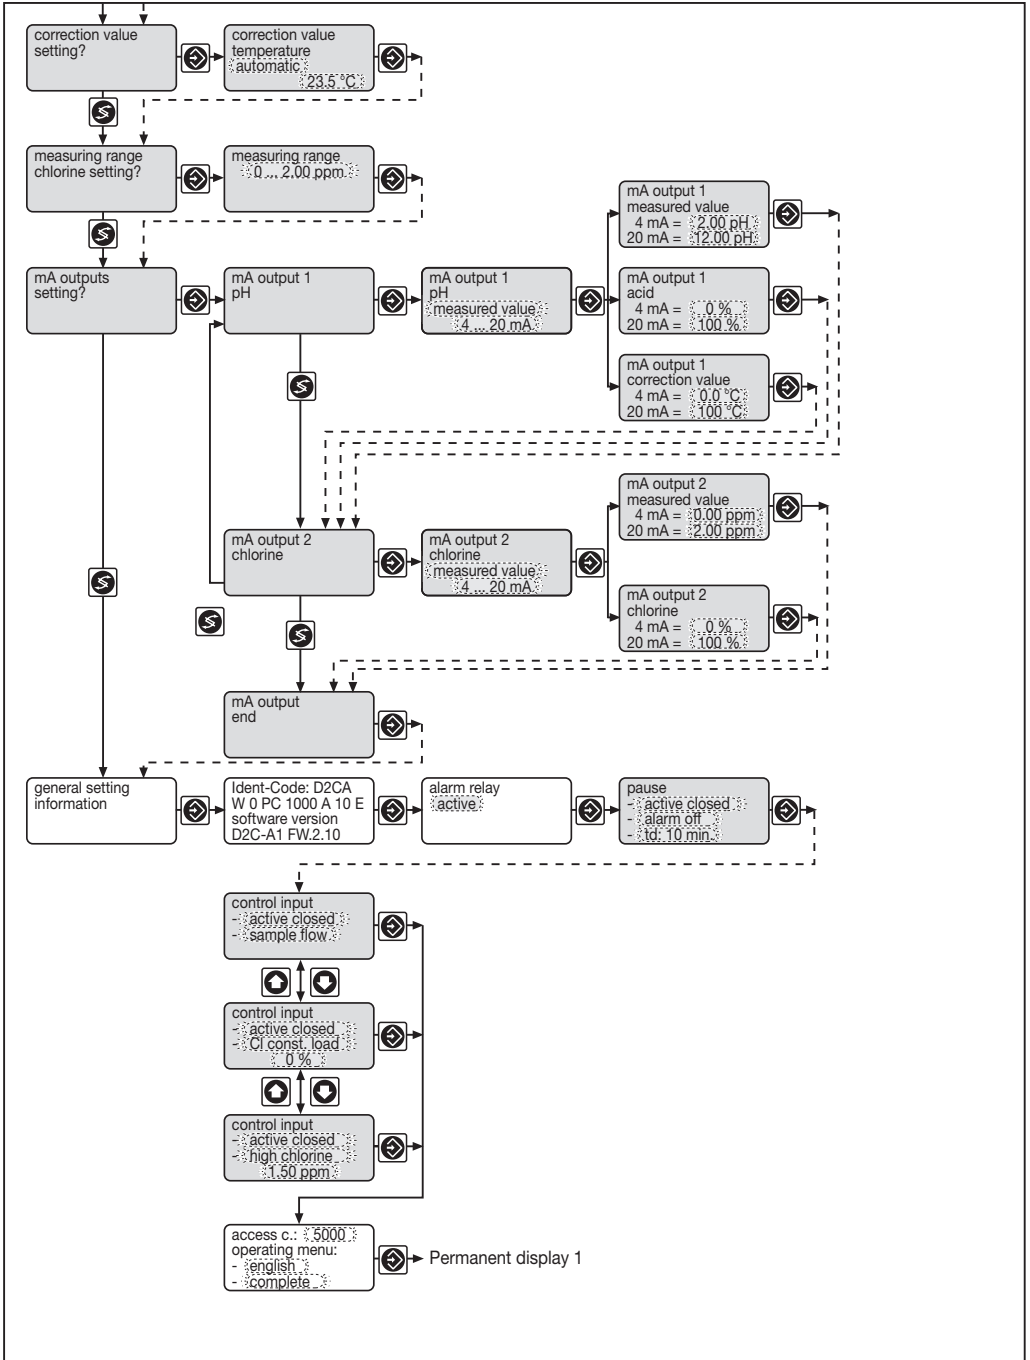 correction value
setting?
correction value
temperature
automatic
23.5 °C
measuring range
chlorine setting?
measuring range
0 ... 2.00 ppm
mA outputs
setting?
mA output 1
pH
mA output 1
pH
measured value
4 ... 20 mA
mA output 1
measured value
4 mA = 2.00 pH
20 mA = 12.00 pH
mA output 1
acid
4 mA = 0 %
20 mA = 100 %
mA output 1
correction value
4 mA = 0.0 °C
20 mA = 100 °C
mA output 2
chlorine
mA output 2
chlorine
measured value
4 ... 20 mA
mA output 2
measured value
4 mA = 0.00 ppm
20 mA = 2.00 ppm
mA output 2
chlorine
4 mA = 0 %
20 mA = 100 %
mA output
end
general setting
information
Ident-Code: D2CA
W 0 PC 1000 A 10 E
software version
D2C-A1 FW.2.10
alarm relay
active
pause
- active closed
- alarm off
- td: 10 min.
control input
- active closed
- sample flow
control input
- active closed
- Cl const. load
0 %
control input
- active closed
- high chlorine
1.50 ppm
access c.: 5000
operating menu:
- english
- complete
Permanent display 1